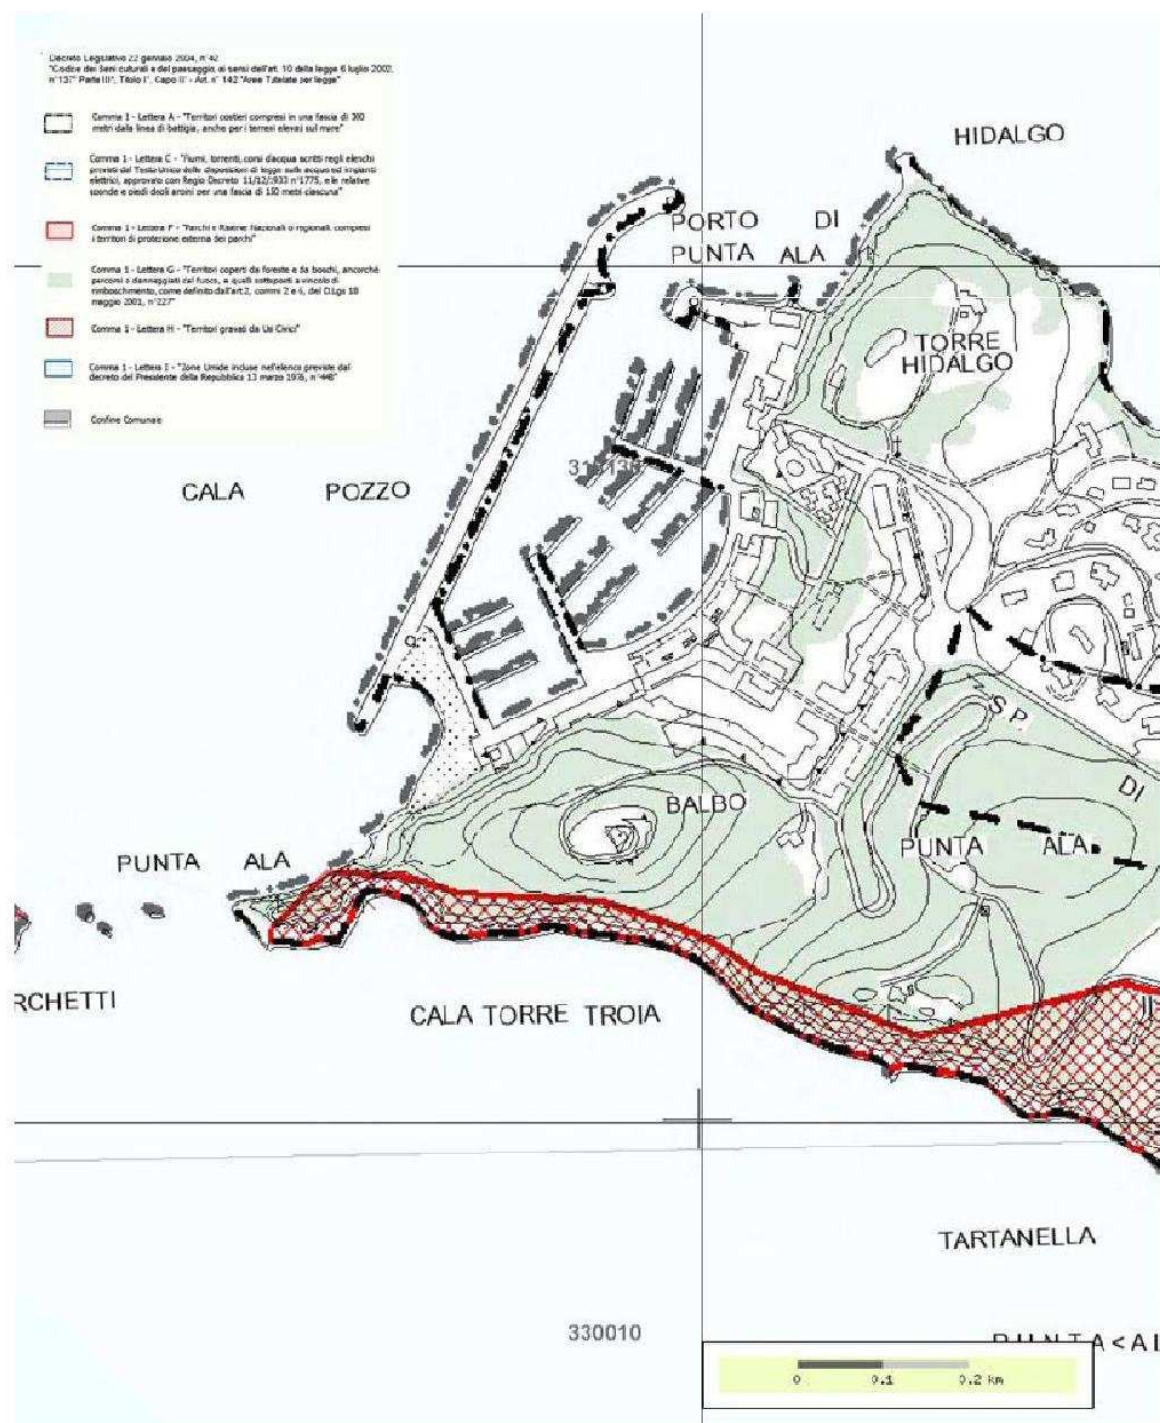 Decreto Legislativo 22 gennaio 2004, n°42
"Codice dei beni culturali e del paesaggio ai sensi dell'art. 10 della legge 6 luglio 2002,
n°137" Parte III°, Titolo I°, Capo II° - Art. n° 142 "Aree Tutelate per legge"
Comma 1 - Lettera A - "Territori costieri compresi in una fascia di 300
metri dalla linea di battigia, anche per i terreni elevati sul mare"
Comma 1 - Lettera C - "Fiumi, torrenti, corsi d'acqua iscritti negli elenchi
previsti dal Testo Unico delle disposizioni di legge sulle acque ed impianti
elettrici, approvato con Regio Decreto 11/12/1933 n°1775, e le relative
sponde e piedi degli argini per una fascia di 150 metri ciascuna"
Comma 1 - Lettera F - "Parchi e Riserve Nazionali o regionali, compresi
i territori di protezione esterna dei parchi"
Comma 1 - Lettera G - "Territori coperti da foreste e da boschi, ancorché
percorsi o danneggiati dal fuoco, e quelli sottoposti a vincolo di
rimboschimento, come definito dall'art.2, commi 2 e 6, del D.Lgs 18
maggio 2001, n°227"
Comma 1 - Lettera H - "Territori gravati da Usi Civici"
Comma 1 - Lettera I - "Zone Umide incluse nell'elenco previste dal
decreto del Presidente della Repubblica 13 marzo 1976, n°448"
Confine Comunale
HIDALGO
PORTO DI
PUNTA ALA
TORRE
HIDALGO
CALA POZZO
S P
DI
BALBO
PUNTA ALA
PUNTA ALA
RCHETTI
CALA TORRE TROIA
TARTANELLA
330010
0 0.1 0.2 km